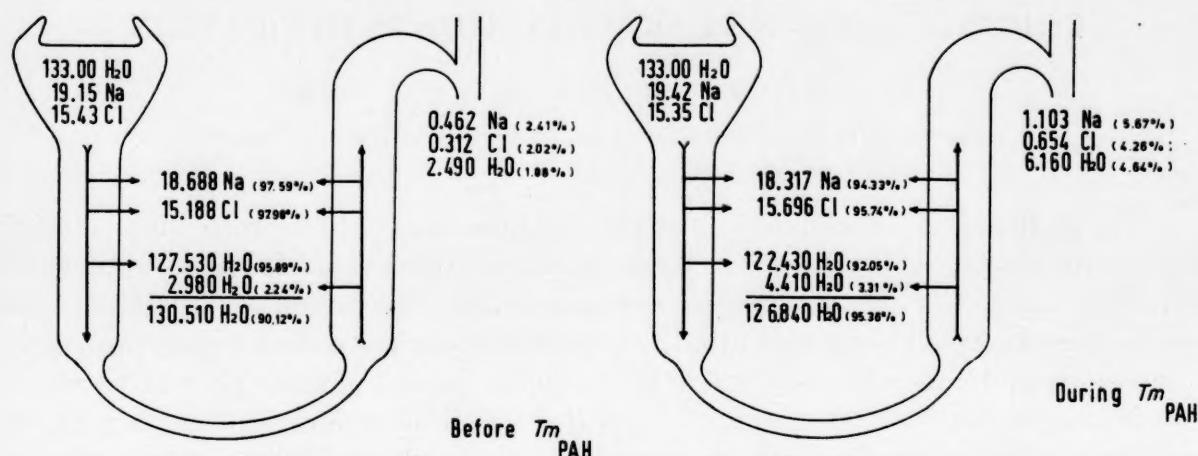 133.00 H₂O
19.15 Na
15.43 Cl
0.462 Na (2.41%)
0.312 Cl (2.02%)
2.490 H₂O (1.88%)
18.688 Na (97.59%)
15.188 Cl (97.98%)
127.530 H₂O (95.89%)
2.980 H₂O (2.24%)
130.510 H₂O (90.12%)
Before Tm PAH
133.00 H₂O
19.42 Na
15.35 Cl
1.103 Na (5.67%)
0.654 Cl (4.26%)
6.160 H₂O (4.64%)
18.317 Na (94.33%)
15.696 Cl (95.74%)
122.430 H₂O (92.05%)
4.410 H₂O (3.31%)
126.840 H₂O (95.36%)
During Tm PAH